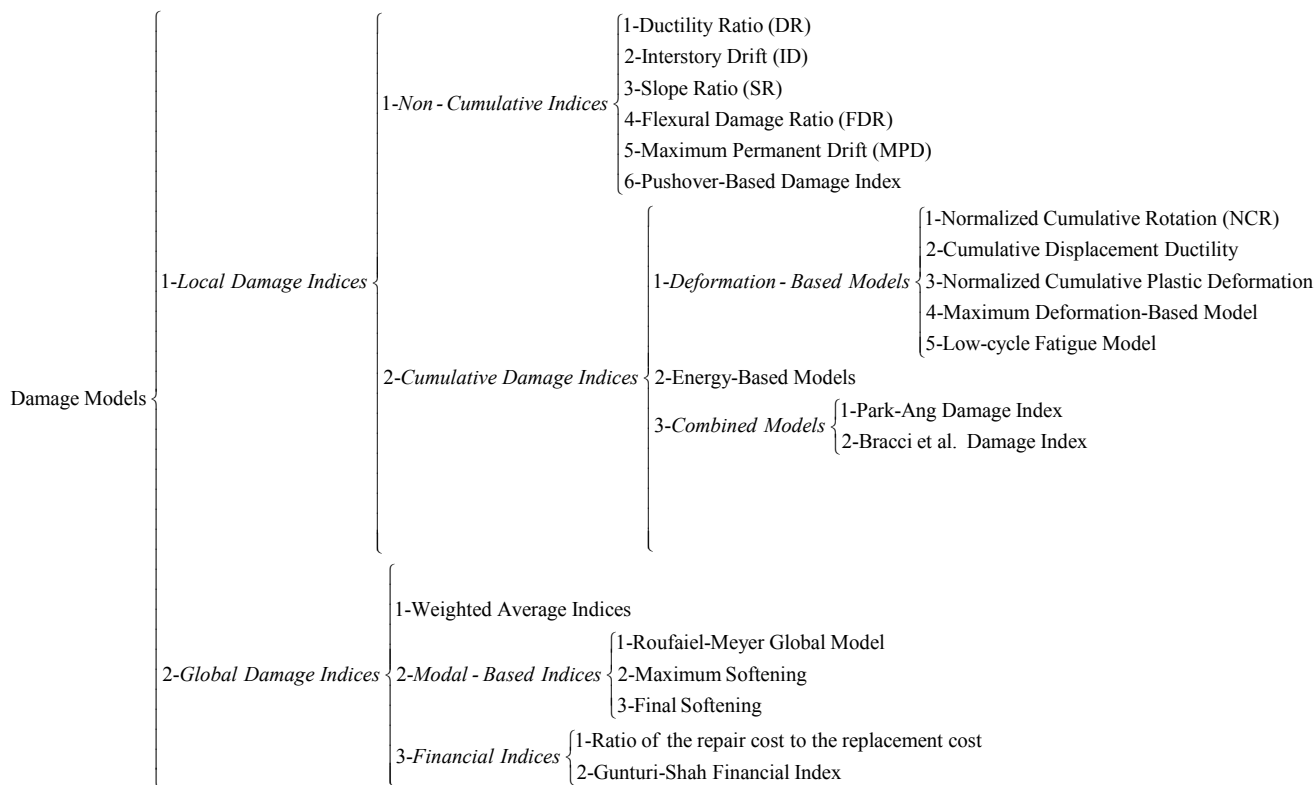 Damage Models
1-Local Damage Indices
1-Non - Cumulative Indices
1-Ductility Ratio (DR)
2-Interstory Drift (ID)
3-Slope Ratio (SR)
4-Flexural Damage Ratio (FDR)
5-Maximum Permanent Drift (MPD)
6-Pushover-Based Damage Index
2-Cumulative Damage Indices
1-Deformation - Based Models
1-Normalized Cumulative Rotation (NCR)
2-Cumulative Displacement Ductility
3-Normalized Cumulative Plastic Deformation
4-Maximum Deformation-Based Model
5-Low-cycle Fatigue Model
2-Energy-Based Models
3-Combined Models
1-Park-Ang Damage Index
2-Bracci et al. Damage Index
2-Global Damage Indices
1-Weighted Average Indices
2-Modal - Based Indices
1-Roufaiel-Meyer Global Model
2-Maximum Softening
3-Final Softening
3-Financial Indices
1-Ratio of the repair cost to the replacement cost
2-Gunturi-Shah Financial Index